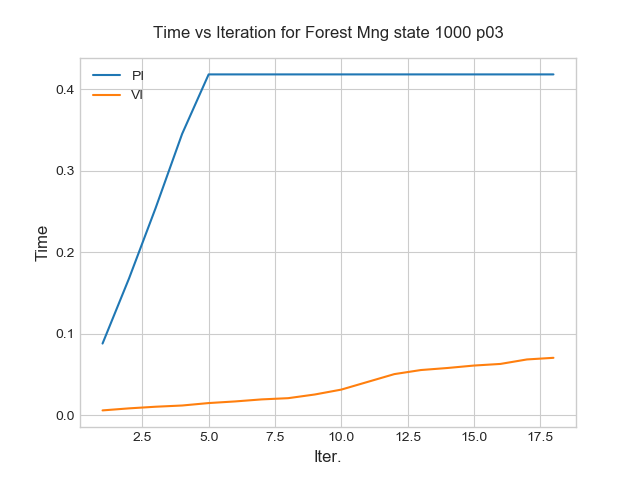 Time vs Iteration for Forest Mng state 1000 p03
PI
VI
0.4
0.3
0.2
0.1
0.0
Time
2.5 5.0 7.5 10.0 12.5 15.0 17.5
Iter.